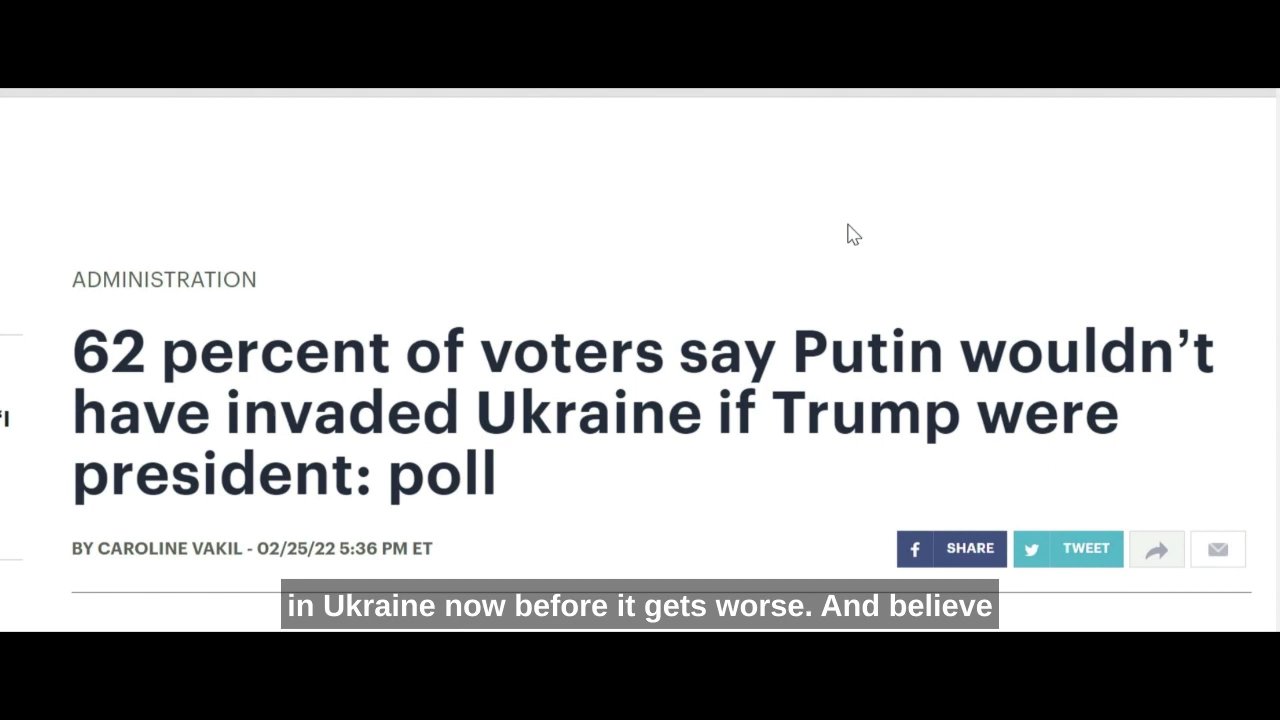 ADMINISTRATION
62 percent of voters say Putin wouldn’t
have invaded Ukraine if Trump were
president: poll
BY CAROLINE VAKIL - 02/25/22 5:36 PM ET
SHARE
TWEET
in Ukraine now before it gets worse. And believe